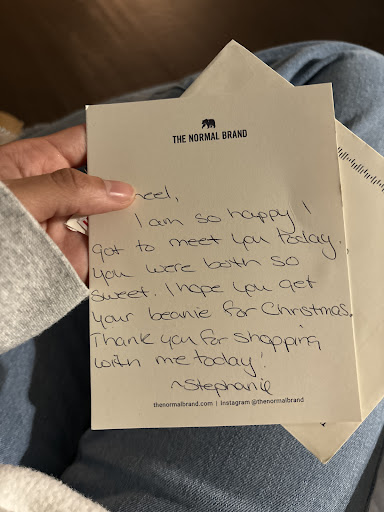 THE NORMAL BRAND
I am so happy I
got to meet you today.
you were both so
sweet. I hope you get
your beanie for Christmas.
Thank you for shopping
with me today!
~Stephanie
thenormalbrand.com | Instagram @thenormalbrand